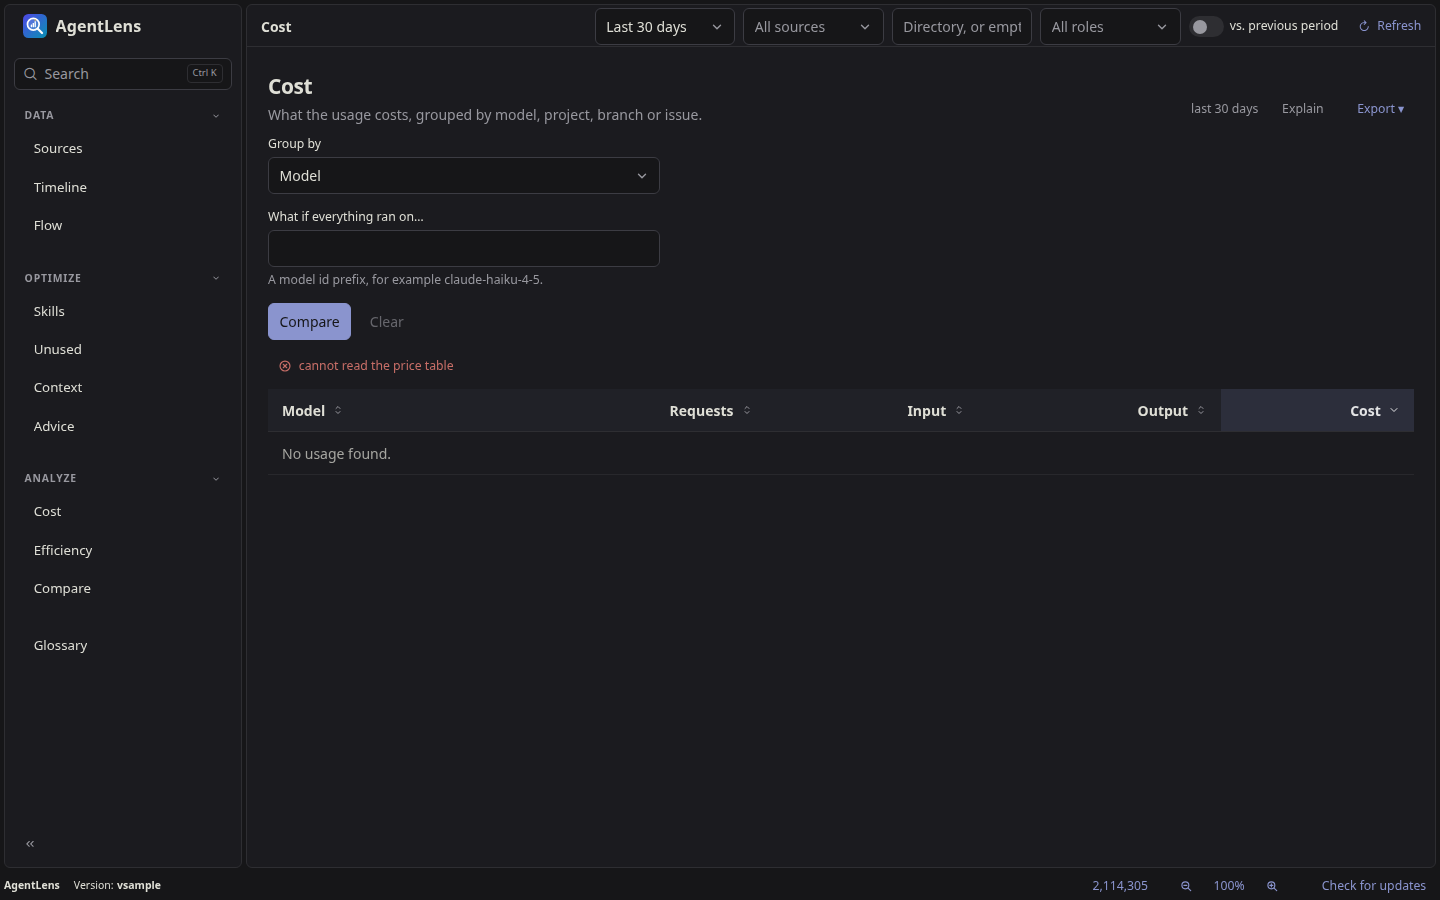 AgentLens
Search
Ctrl K
DATA
Sources
Timeline
Flow
OPTIMIZE
Skills
Unused
Context
Advice
ANALYZE
Cost
Efficiency
Compare
Glossary
«
Cost
Last 30 days
All sources
Directory, or empt
All roles
vs. previous period
Refresh
Cost
What the usage costs, grouped by model, project, branch or issue.
last 30 days
Explain
Export ▾
Group by
Model
What if everything ran on...
A model id prefix, for example claude-haiku-4-5.
Compare
Clear
cannot read the price table
Model Requests Input Output Cost
No usage found.
AgentLens Version: vsample
2,114,305
100%
Check for updates